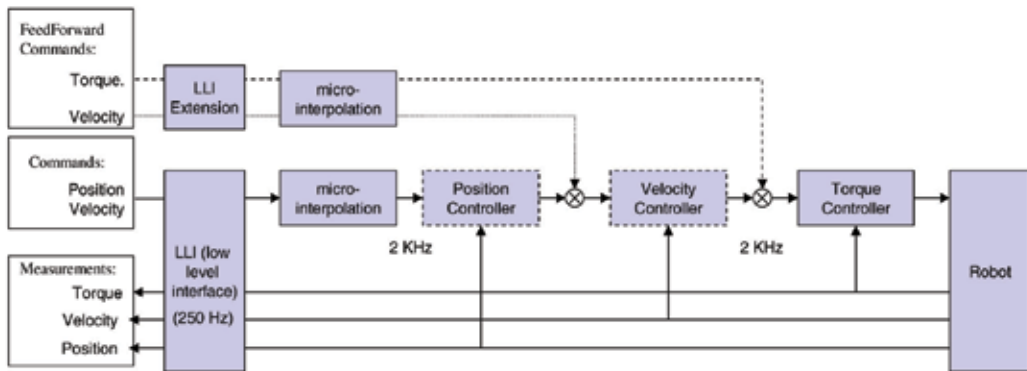 FeedForward
Commands:
Torque.
Velocity
LLI
Extension
micro-
interpolation
Commands:
Position
Velocity
LLI (low
level
interface)
(250 Hz)
micro-
interpolation
Position
Controller
Velocity
Controller
Torque
Controller
Robot
2 KHz
2 KHz
Measurements:
Torque
Velocity
Position